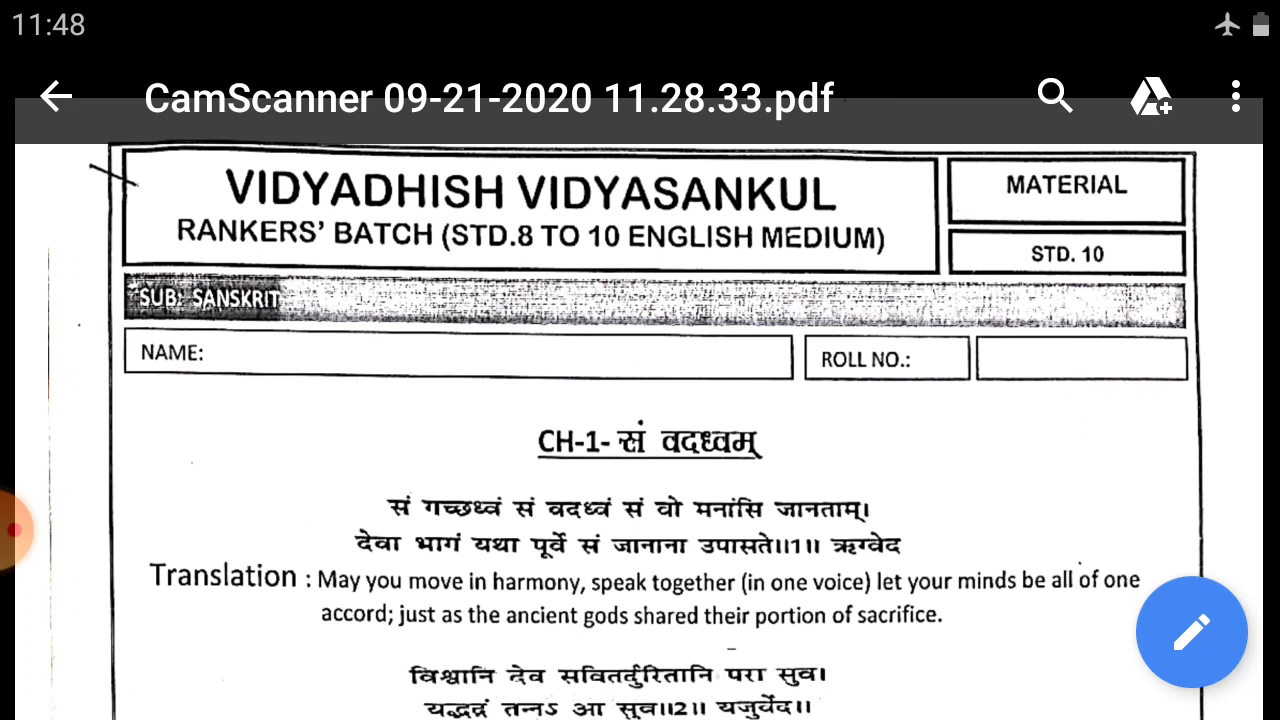 11:48
CamScanner 09-21-2020 11.28.33.pdf
VIDYADHISH VIDYASANKUL
RANKERS' BATCH (STD.8 TO 10 ENGLISH MEDIUM)
MATERIAL
STD. 10
SUB: SANSKRIT
NAME:
ROLL NO.:
CH-1- सं वदध्वम्
सं गच्छध्वं सं वदध्वं सं वो मनांसि जानताम्।
देवा भागं यथा पूर्वे सं जानाना उपासते॥1॥ ऋग्वेद
Translation : May you move in harmony, speak together (in one voice) let your minds be all of one
accord; just as the ancient gods shared their portion of sacrifice.
विश्वानि देव सवितर्दुरितानि परा सुव।
यद्भद्रं तन्नऽ आ सुव॥2॥ यजुर्वेद॥